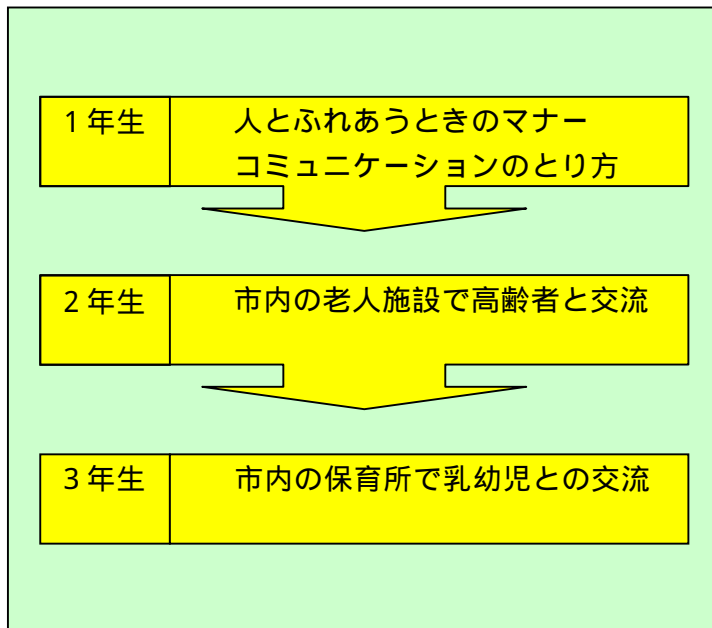 1年生 人とふれあうときのマナー
コミュニケーションのとり方
2年生 市内の老人施設で高齢者と交流
3年生 市内の保育所で乳幼児との交流